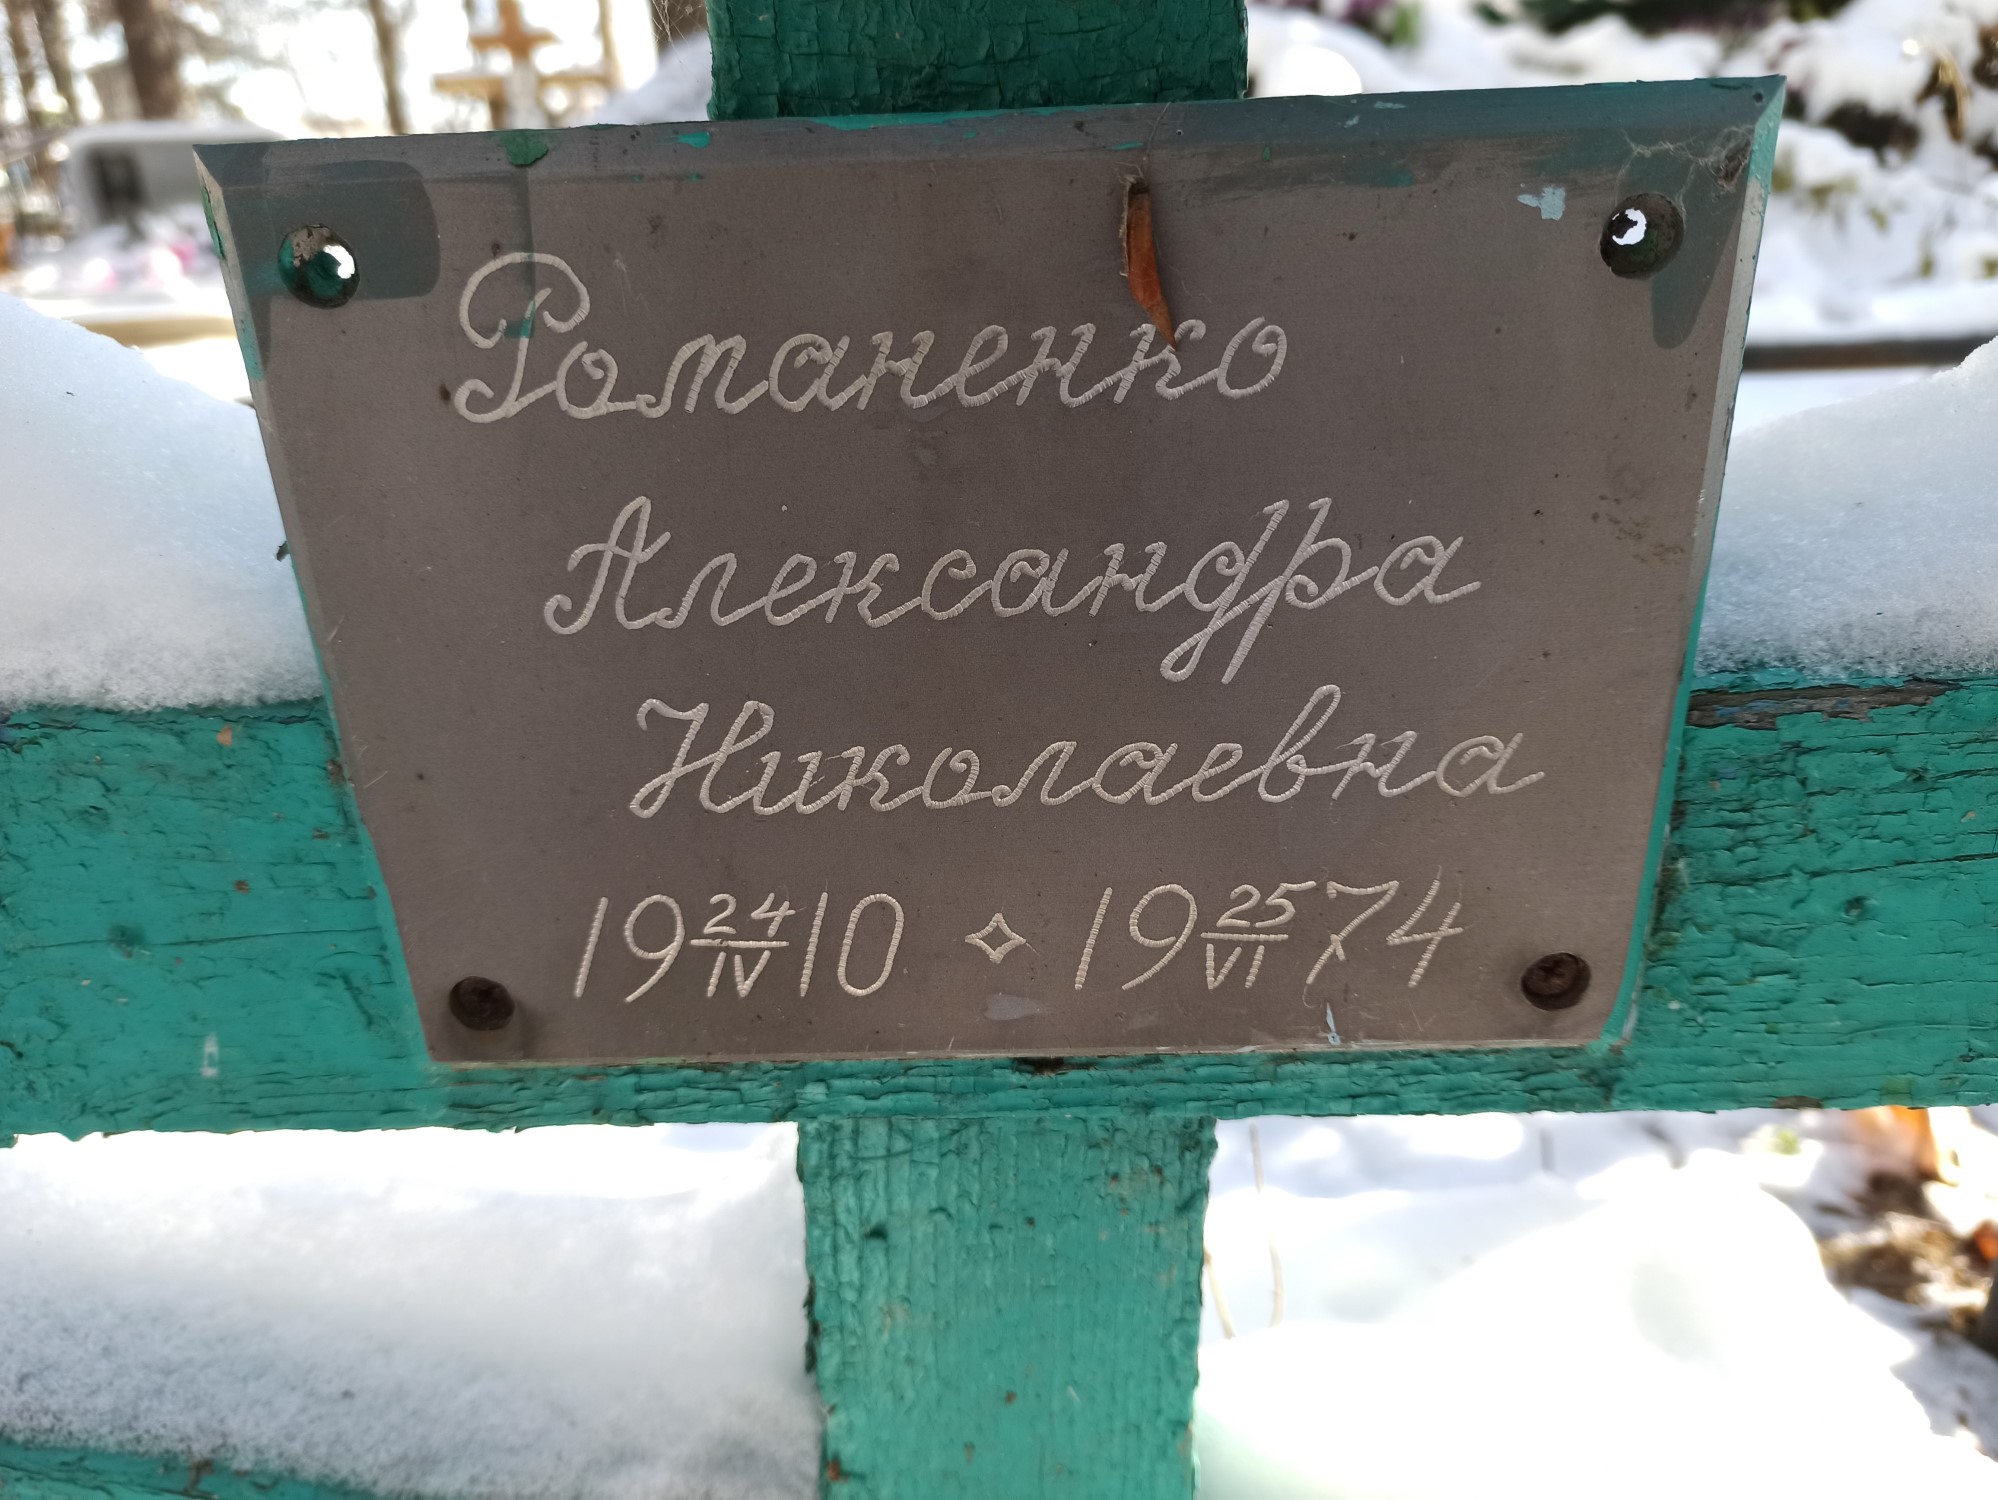 Романенко
Александра
Николаевна
19 24/IV 10 ✧ 19 25/VI 74